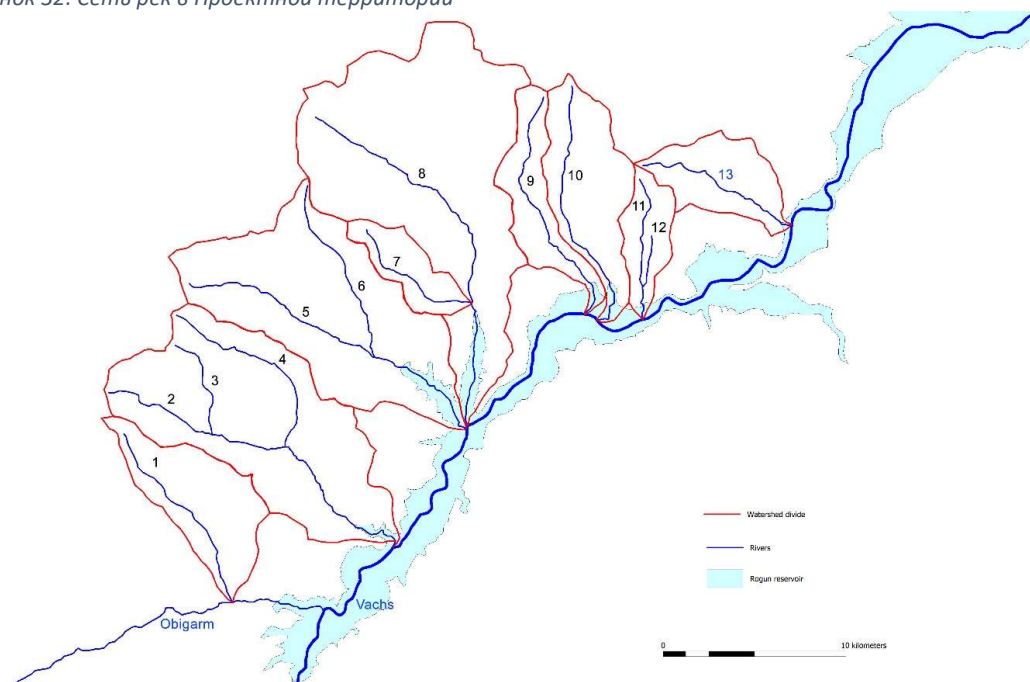 нок 32: Сеть рек в Проектной территории
8
13
9
10
11
12
7
6
5
4
3
2
1
Watershed divide
Rivers
Rogun reservoir
Vachs
Obigarm
0 10 kilometers